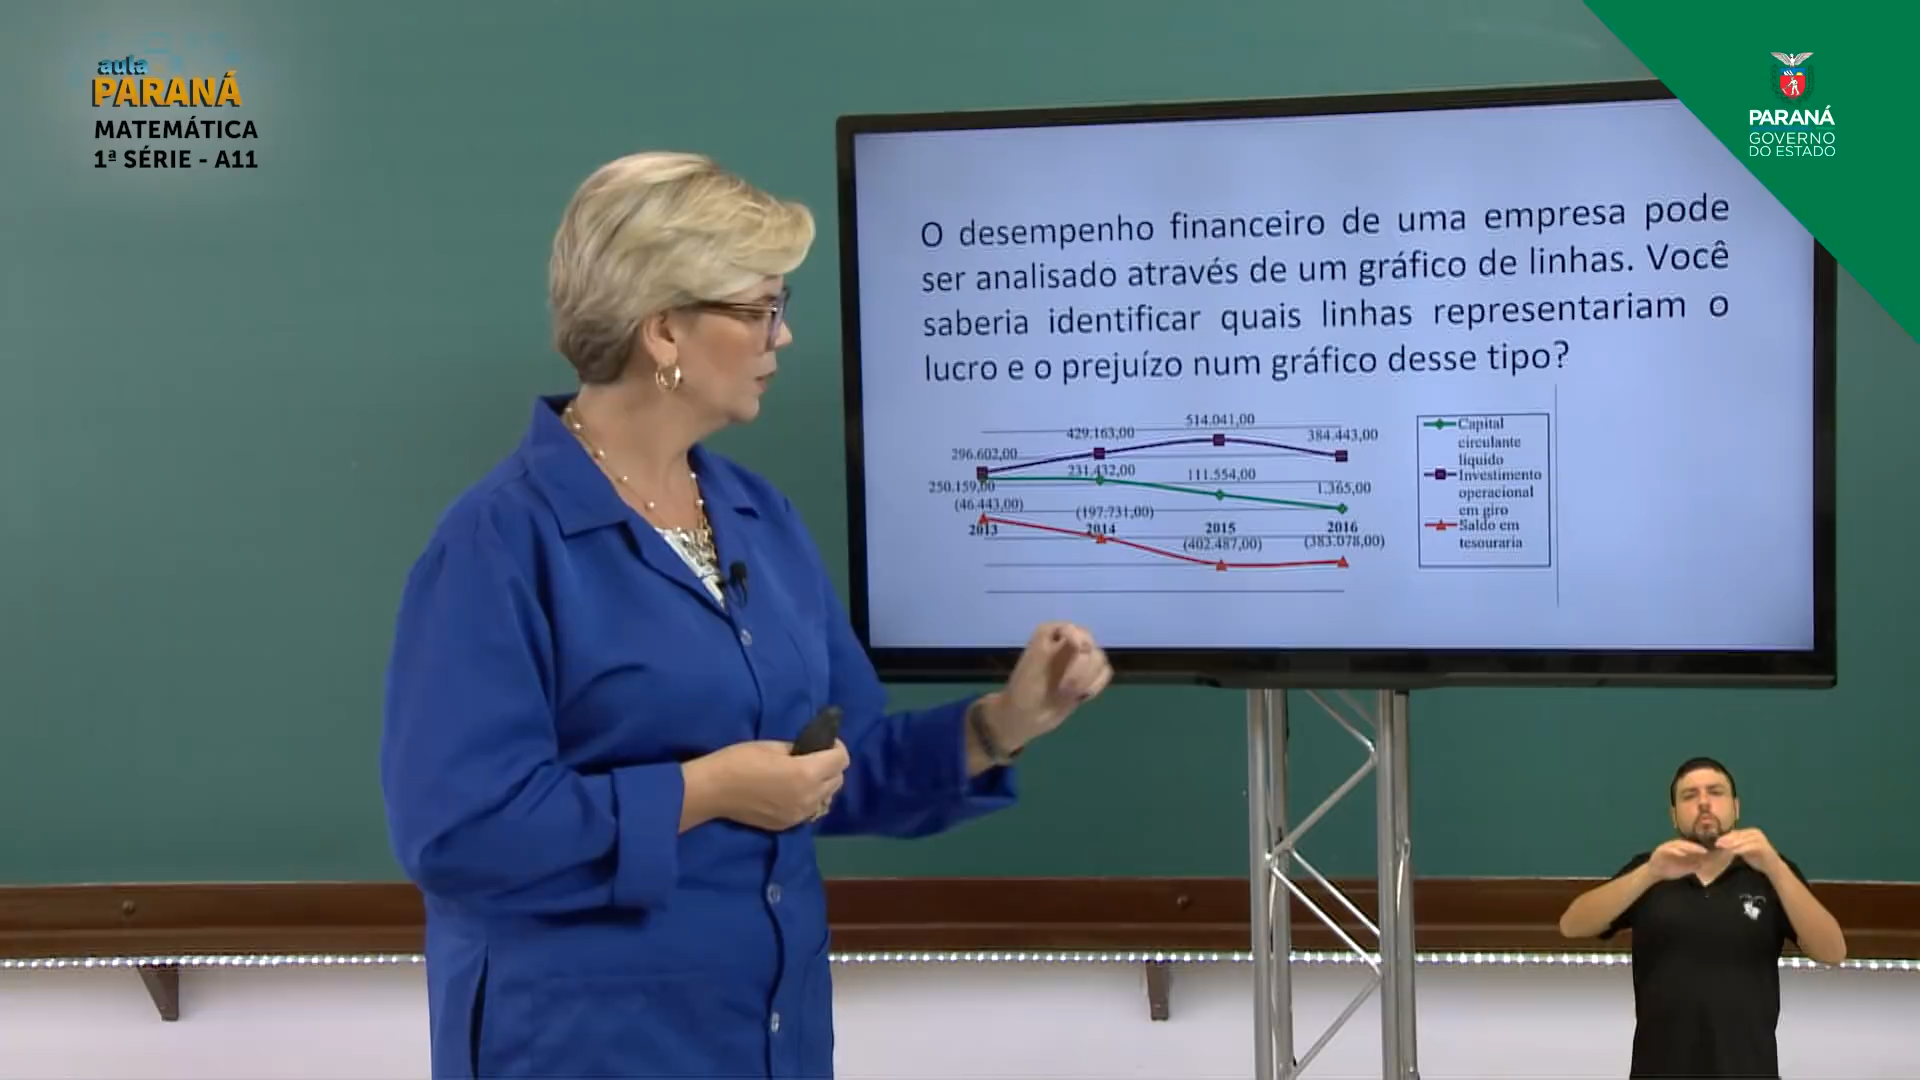 aula
PARANÁ
MATEMÁTICA
1ª SÉRIE - A11
PARANÁ
GOVERNO
DO ESTADO
O desempenho financeiro de uma empresa pode
ser analisado através de um gráfico de linhas. Você
saberia identificar quais linhas representariam o
lucro e o prejuízo num gráfico desse tipo?
514.041,00
429.163,00
384.443,00
296.602,00
231.432,00
111.554,00
250.159,00
1.365,00
(46.443,00)
(197.731,00)
2013 2014 2015 2016
(402.487,00) (383.078,00)
Capital
circulante
líquido
Investimento
operacional
em giro
Saldo em
tesouraria